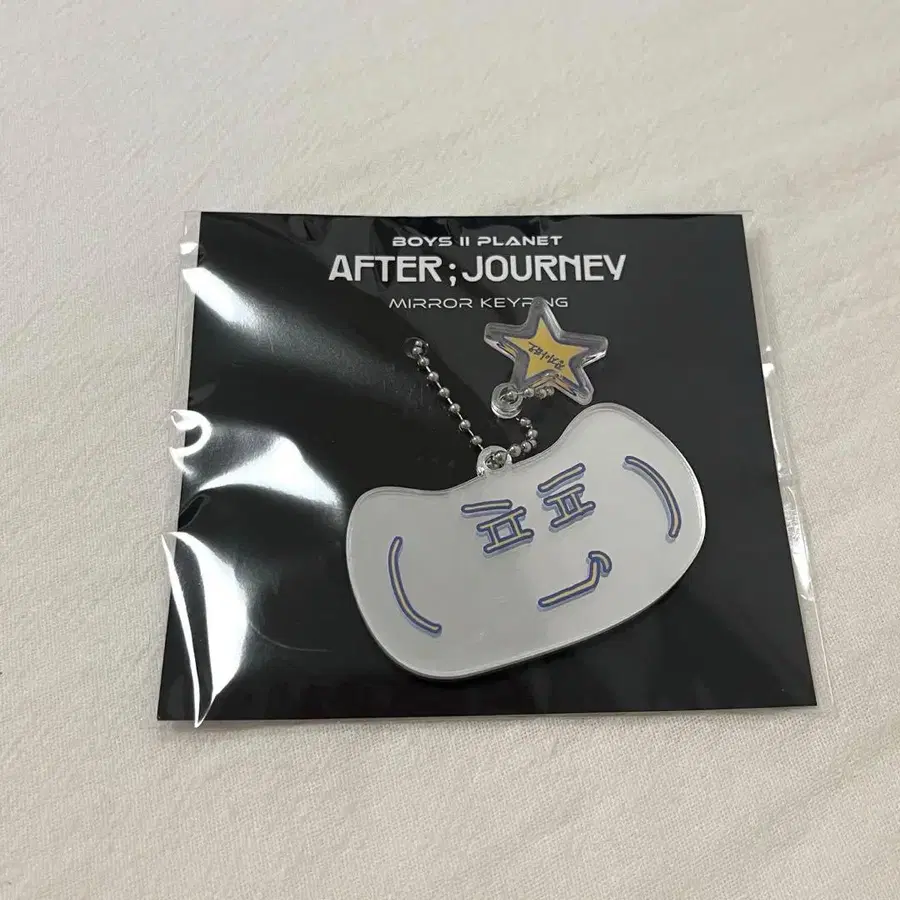 BOYS II PLANET
AFTER;JOURNEY
MIRROR KEYRING